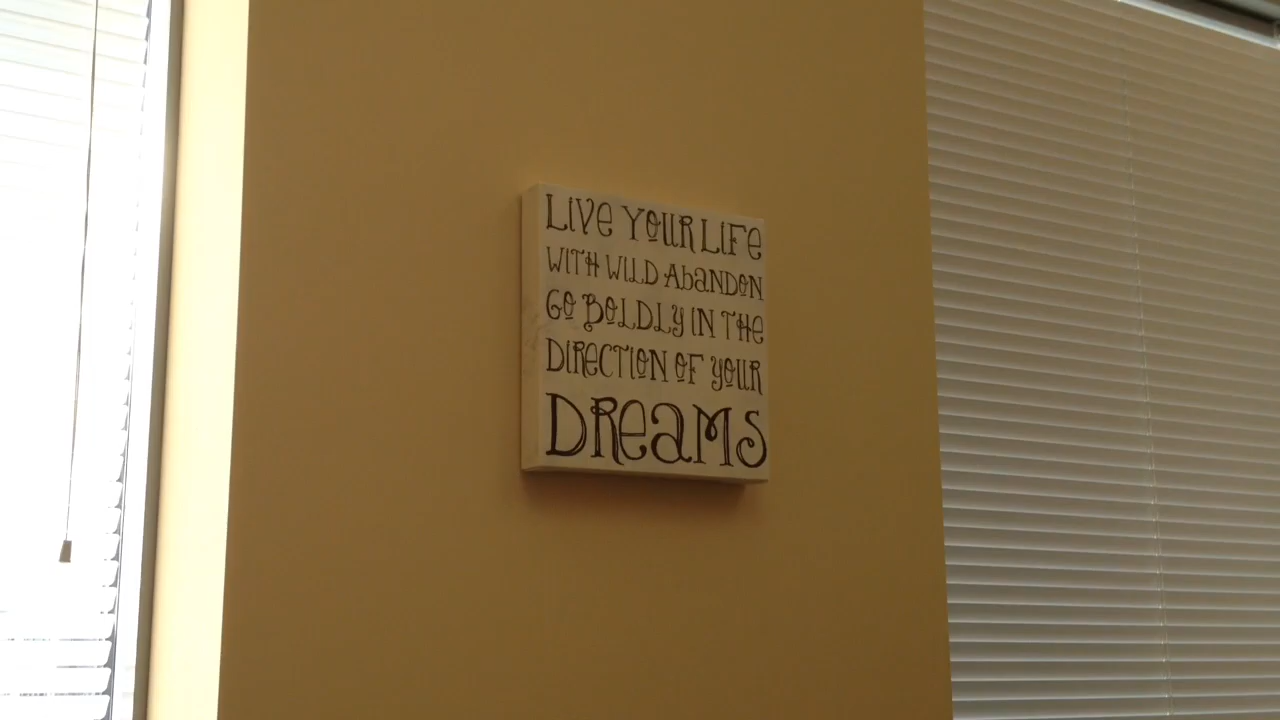 LIVE YOUR LIFE
WITH WILD AbaNDON
GO BOLDLY IN THE
DIReCTION OF YOUR
DReaMS